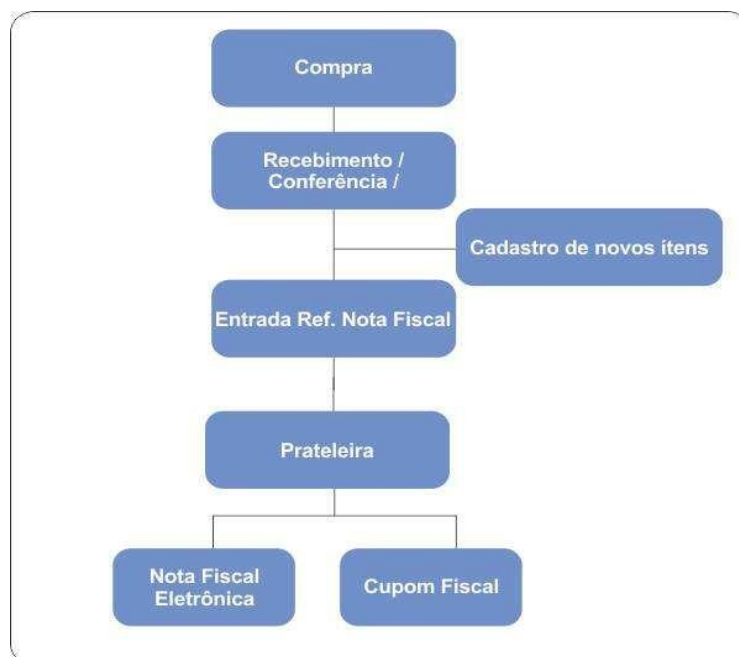 Compra
Recebimento /
Conferência /
Cadastro de novos ítens
Entrada Ref. Nota Fiscal
Prateleira
Nota Fiscal
Eletrônica
Cupom Fiscal